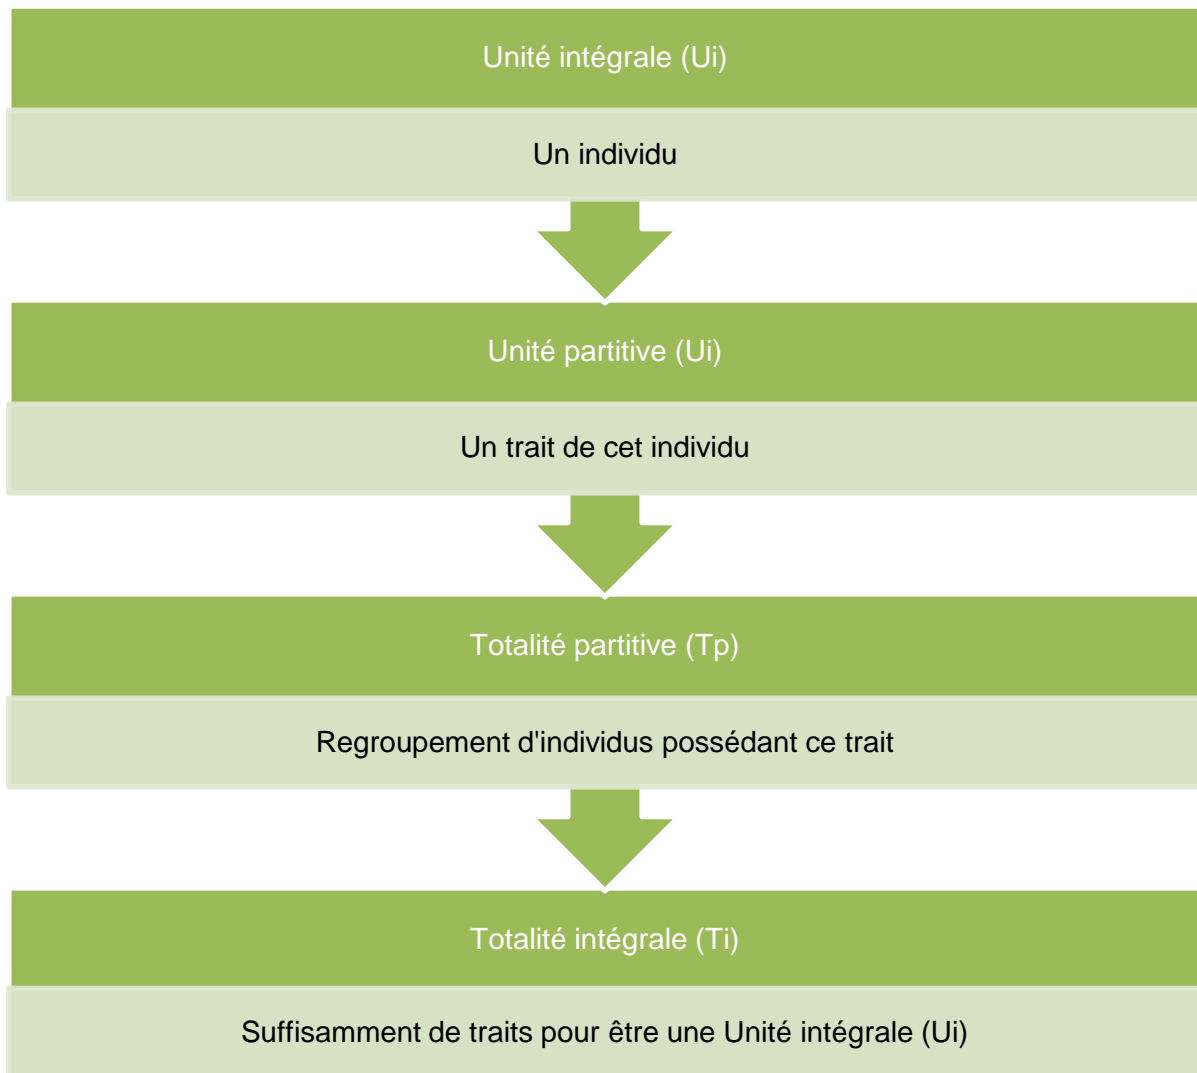 Unité intégrale (Ui)
Un individu
Unité partitive (Ui)
Un trait de cet individu
Totalité partitive (Tp)
Regroupement d'individus possédant ce trait
Totalité intégrale (Ti)
Suffisamment de traits pour être une Unité intégrale (Ui)